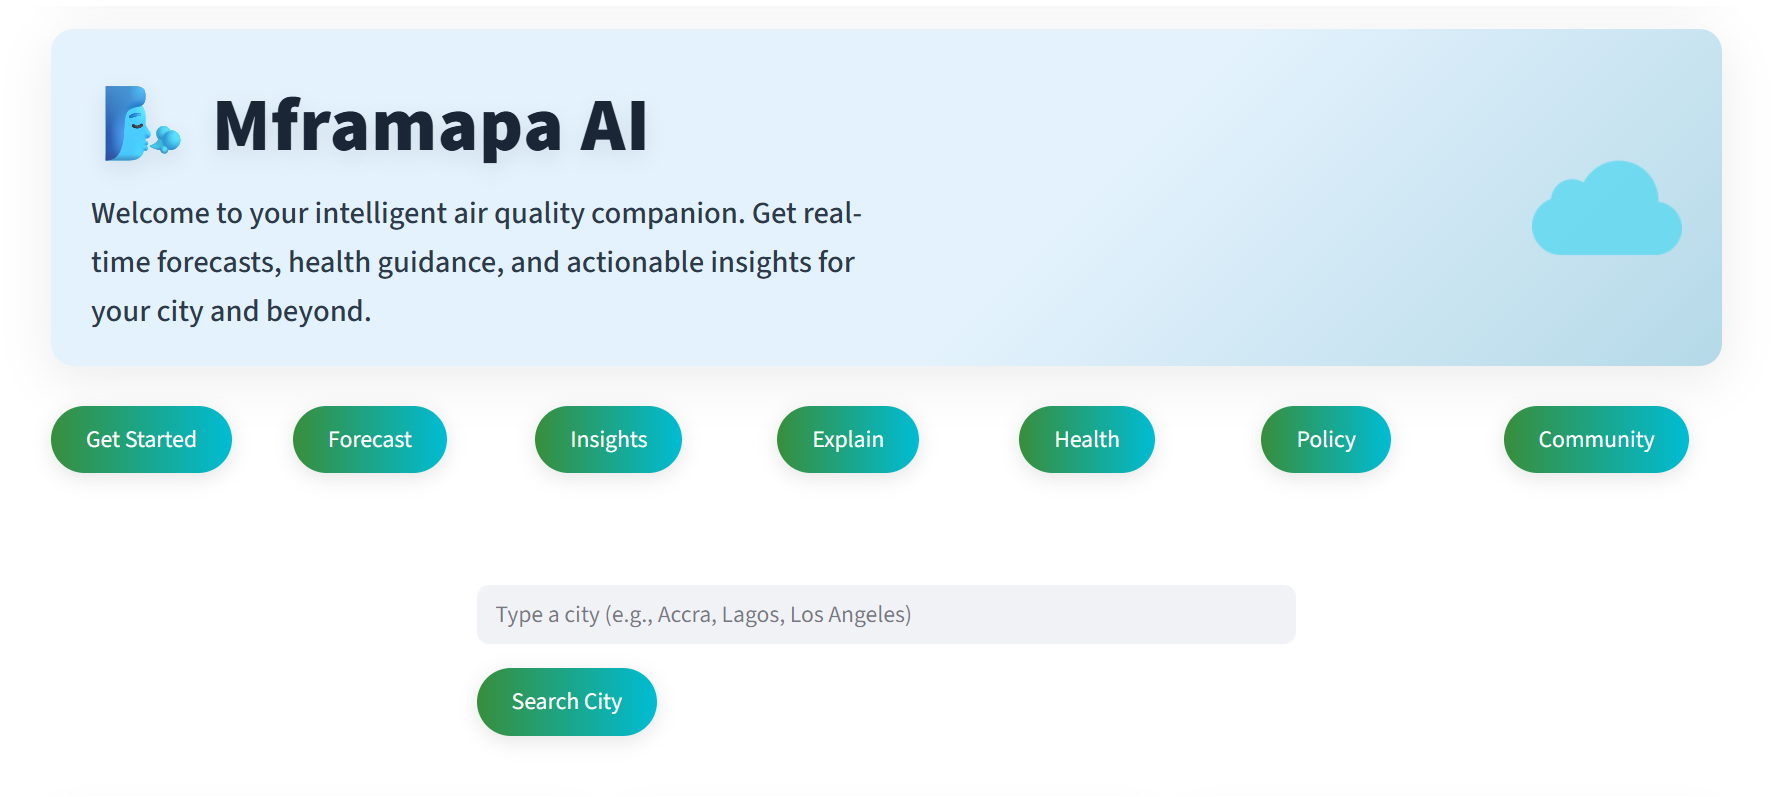 Mframapa AI
Welcome to your intelligent air quality companion. Get real-
time forecasts, health guidance, and actionable insights for
your city and beyond.
Get Started
Forecast
Insights
Explain
Health
Policy
Community
Type a city (e.g., Accra, Lagos, Los Angeles)
Search City